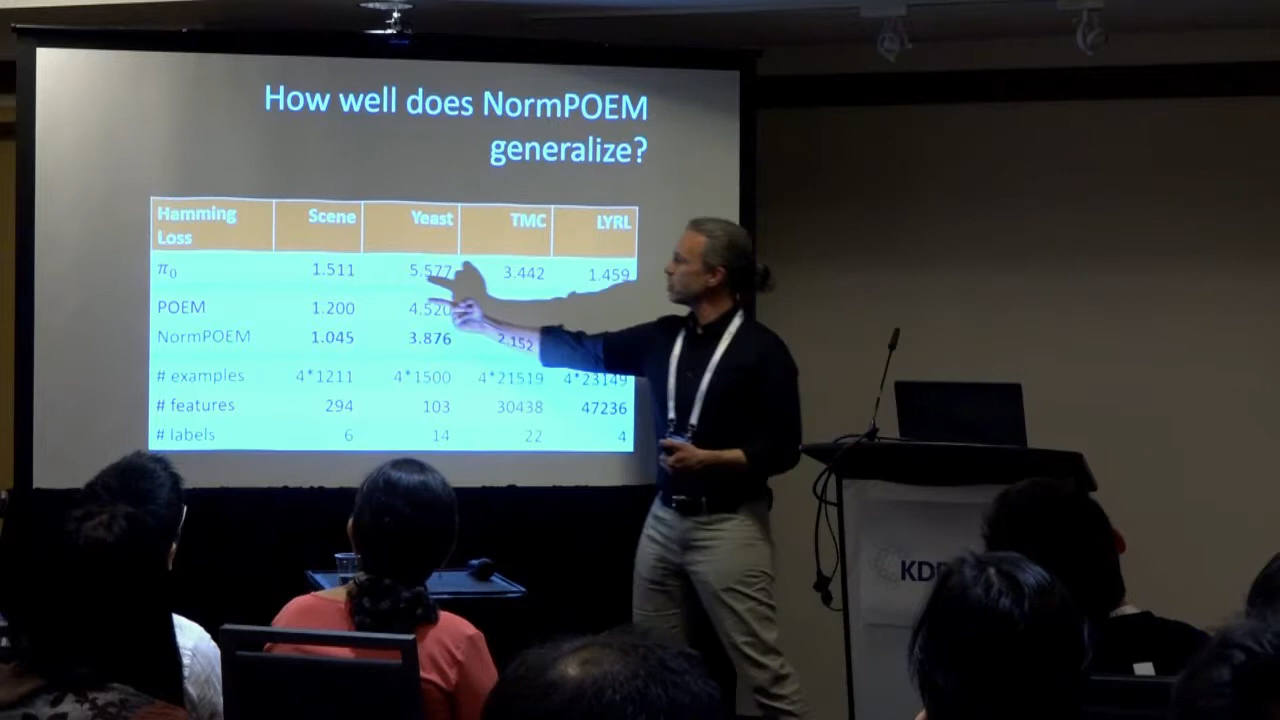 How well does NormPOEM
generalize?
Hamming Loss Scene Yeast TMC LYRL
π₀ 1.511 5.577 3.442 1.459
POEM 1.200 4.520
NormPOEM 1.045 3.876 2.152
# examples 4*1211 4*1500 4*21519 4*23149
# features 294 103 30438 47236
# labels 6 14 22 4